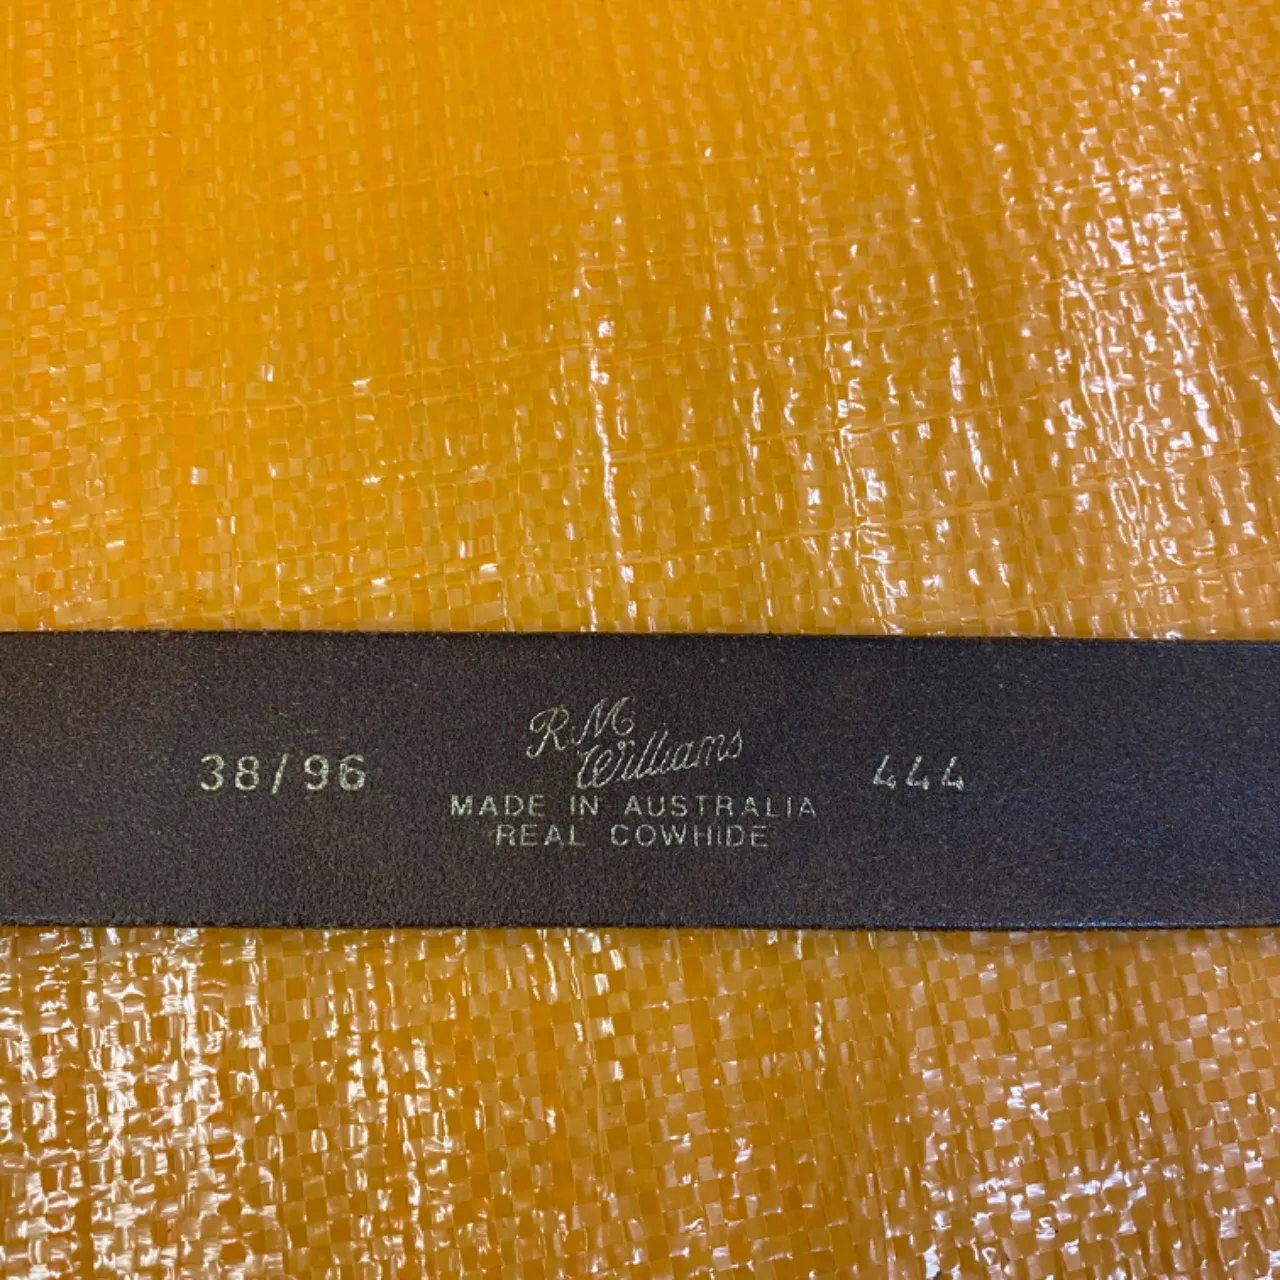 38/96
R.M.
Williams
MADE IN AUSTRALIA
REAL COWHIDE
444